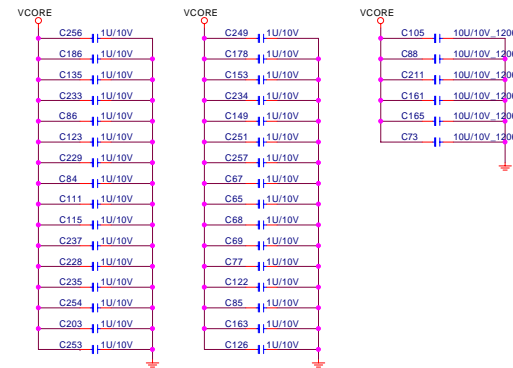 VCORE
C256 1U/10V
C186 1U/10V
C135 1U/10V
C233 1U/10V
C86 1U/10V
C123 1U/10V
C229 1U/10V
C84 1U/10V
C111 1U/10V
C115 1U/10V
C237 1U/10V
C228 1U/10V
C235 1U/10V
C254 1U/10V
C203 1U/10V
C253 1U/10V
VCORE
C249 1U/10V
C178 1U/10V
C153 1U/10V
C234 1U/10V
C149 1U/10V
C251 1U/10V
C257 1U/10V
C67 1U/10V
C65 1U/10V
C68 1U/10V
C69 1U/10V
C77 1U/10V
C122 1U/10V
C85 1U/10V
C163 1U/10V
C126 1U/10V
VCORE
C105
C88
C211
C161
C165
C73